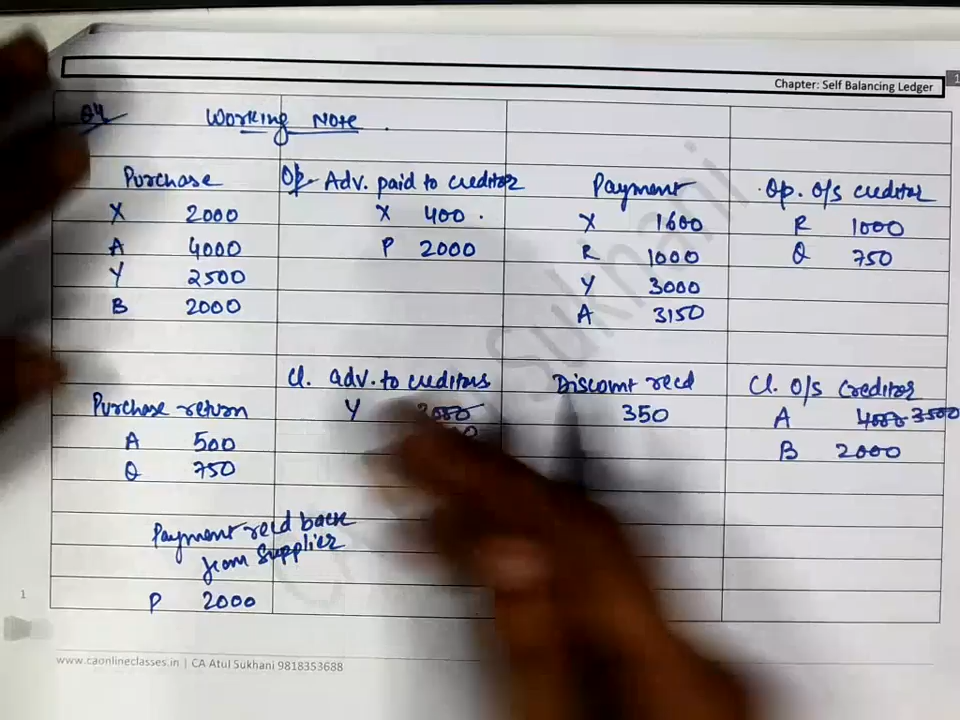 Chapter: Self Balancing Ledger
Q4 Working Note
Purchase
X 2000
A 4000
Y 2500
B 2000
Op. Adv. paid to creditor
X 400
P 2000
Payment
X 1600
R 1000
Y 3000
A 3150
Op. o/s creditor
R 1000
Q 750
Purchase return
A 500
Q 750
Cl. adv. to creditors
Y
Discount recd
350
Cl. o/s creditor
A 4000 3500
B 2000
Payment recd back
from supplier
P 2000
1
www.caonlineclasses.in | CA Atul Sukhani 9818353688
Sukhani